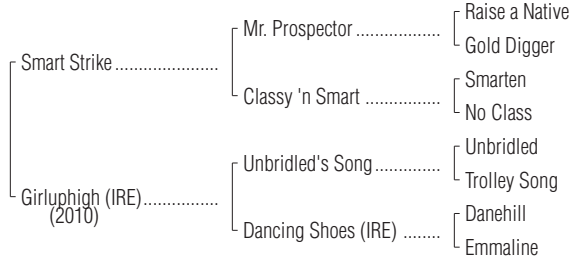 Raise a Native
Mr. Prospector ..................
Gold Digger
Smart Strike ......................
Smarten
Classy 'n Smart ................
No Class
Unbridled
Unbridled's Song ..............
Trolley Song
Girluphigh (IRE) ................
(2010)
Danehill
Dancing Shoes (IRE) ........
Emmaline